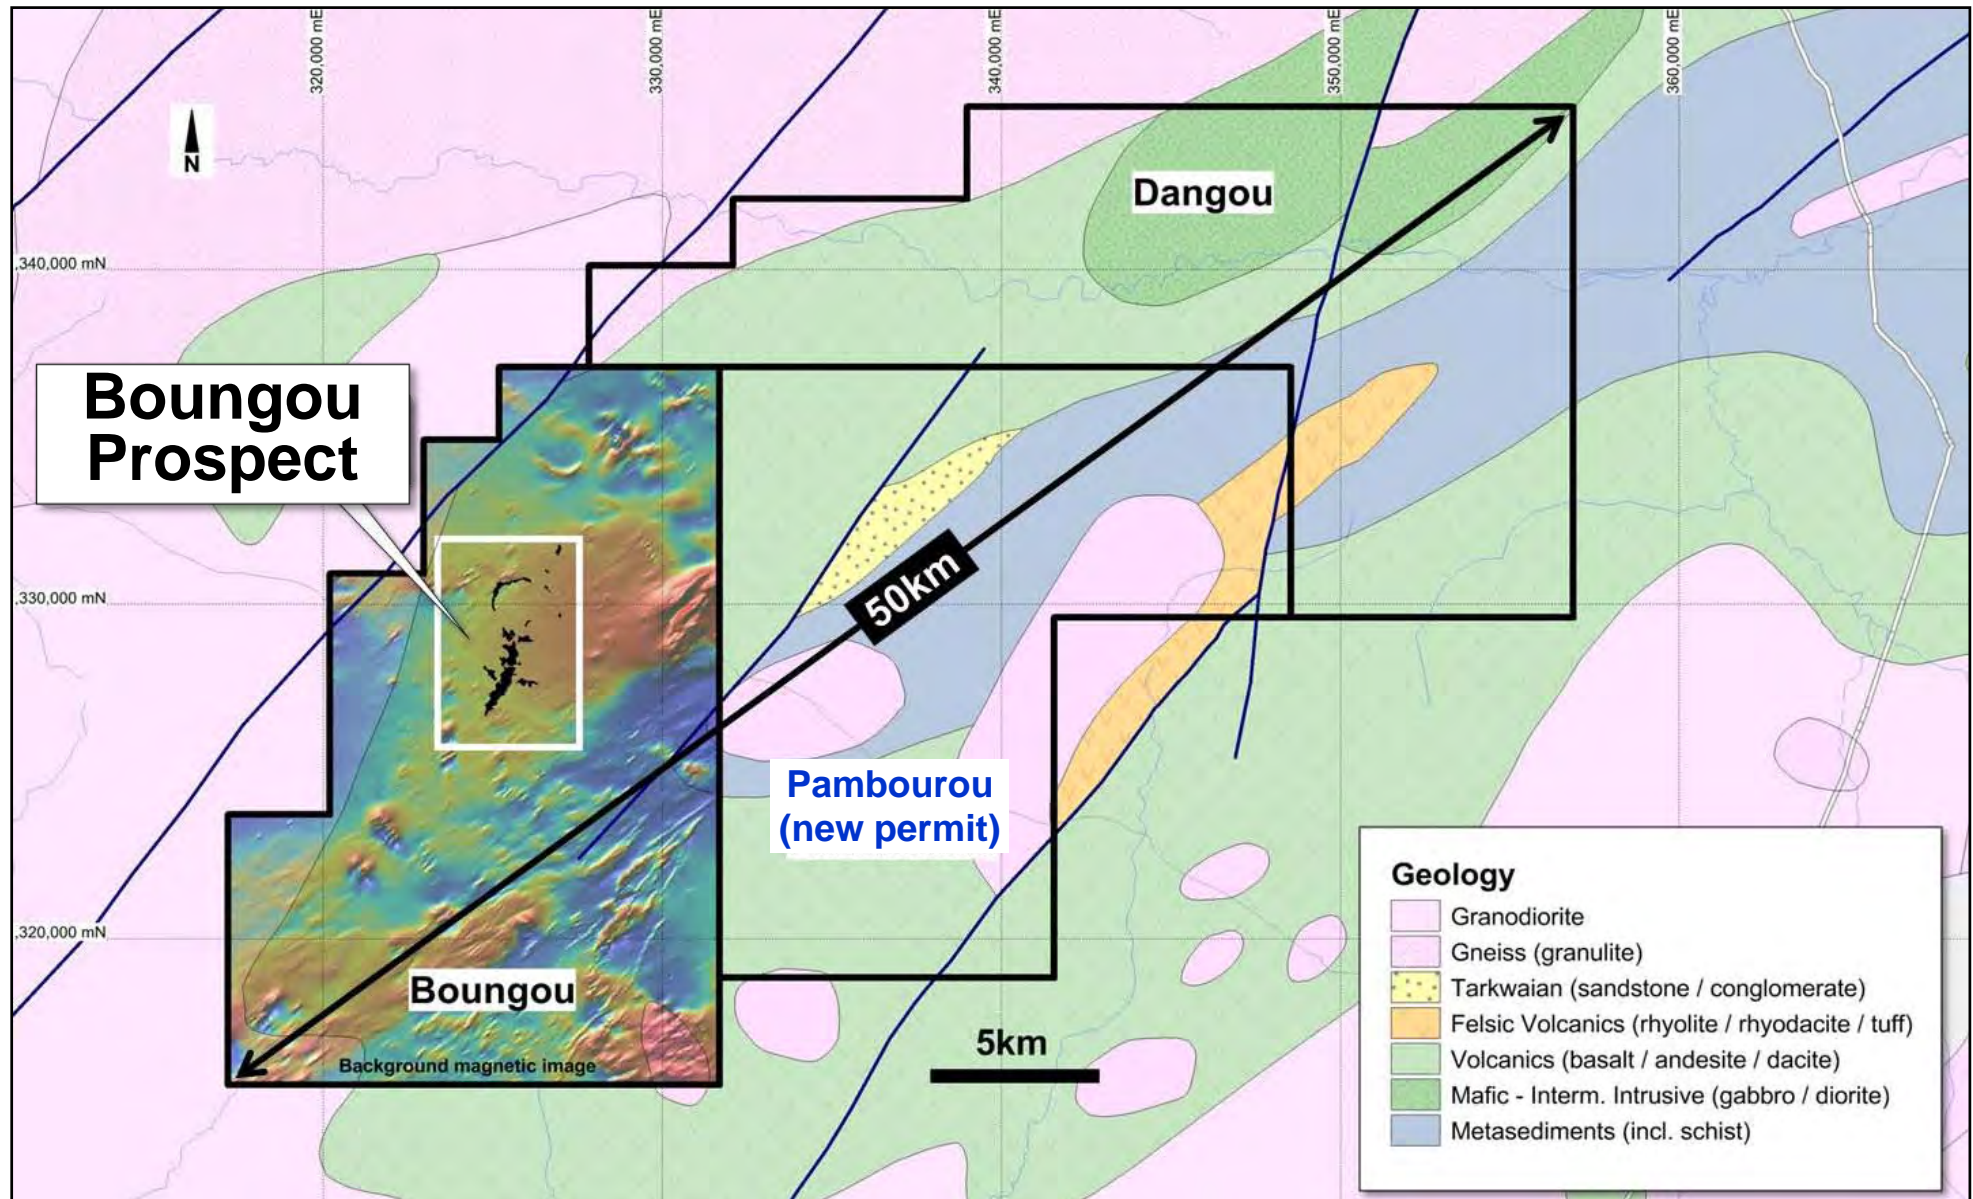 320,000 mE
330,000 mE
340,000 mE
350,000 mE
360,000 mE
N
Dangou
,340,000 mN
Boungou
Prospect
50km
,330,000 mN
Pambourou
(new permit)
,320,000 mN
Boungou
Background magnetic image
5km
Geology
Granodiorite
Gneiss (granulite)
Tarkwaian (sandstone / conglomerate)
Felsic Volcanics (rhyolite / rhyodacite / tuff)
Volcanics (basalt / andesite / dacite)
Mafic - Interm. Intrusive (gabbro / diorite)
Metasediments (incl. schist)